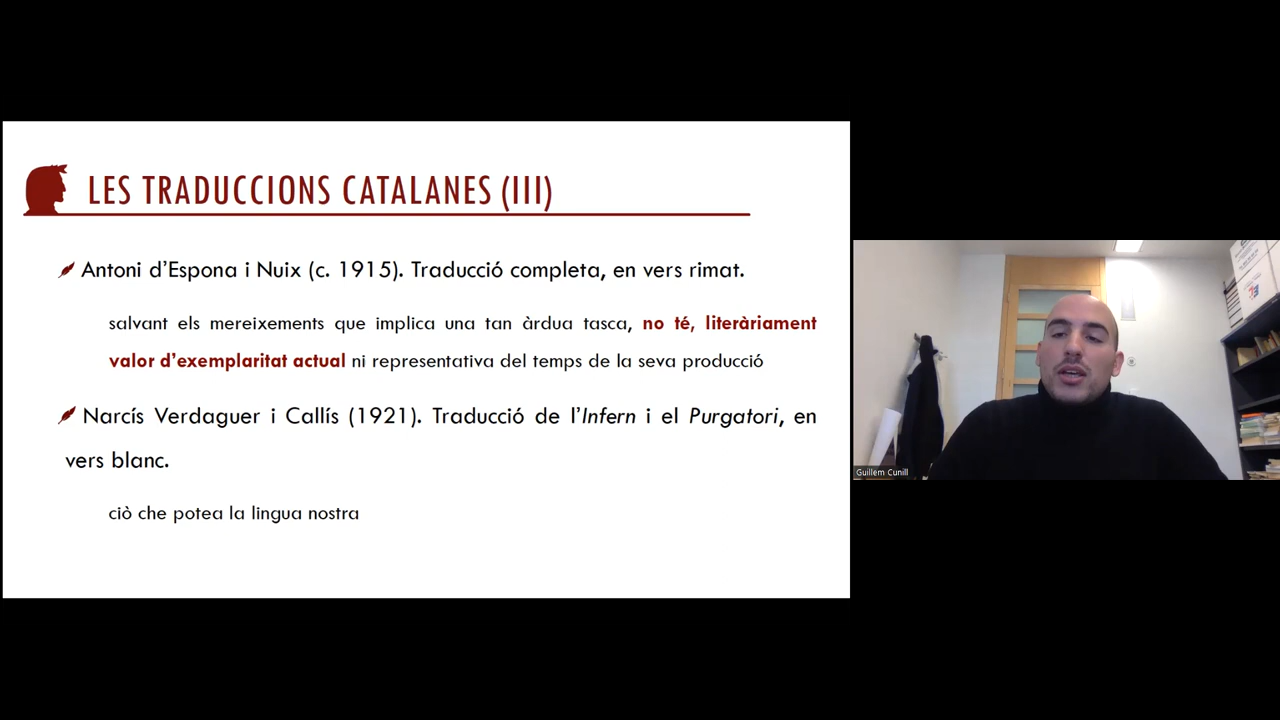 LES TRADUCCIONS CATALANES (III)
Antoni d’Espona i Nuix (c. 1915). Traducció completa, en vers rimat.
salvant els mereixements que implica una tan àrdua tasca, no té, literàriament
valor d’exemplaritat actual ni representativa del temps de la seva producció
Narcís Verdaguer i Callís (1921). Traducció de l’Infern i el Purgatori, en
vers blanc.
ciò che potea la lingua nostra
Guillem Cunill